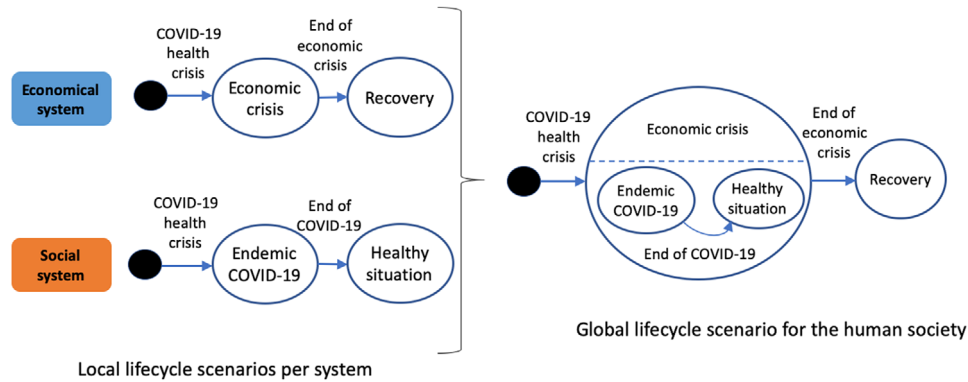 Economical
system
COVID-19
health
crisis
Economic
crisis
End of
economic
crisis
Recovery
Social
system
COVID-19
health
crisis
Endemic
COVID-19
End of
COVID-19
Healthy
situation
Local lifecycle scenarios per system
COVID-19
health
crisis
Economic crisis
Endemic
COVID-19
Healthy
situation
End of COVID-19
End of
economic
crisis
Recovery
Global lifecycle scenario for the human society